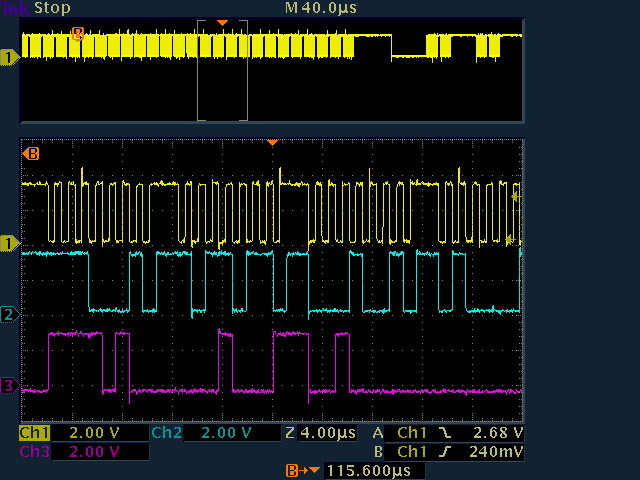 Tek Stop M 40.0µs
B
1
B
1
2
3
Ch1 2.00 V Ch2 2.00 V Z 4.00µs A Ch1 2.68 V
Ch3 2.00 V B Ch1 240mV
B 115.600µs